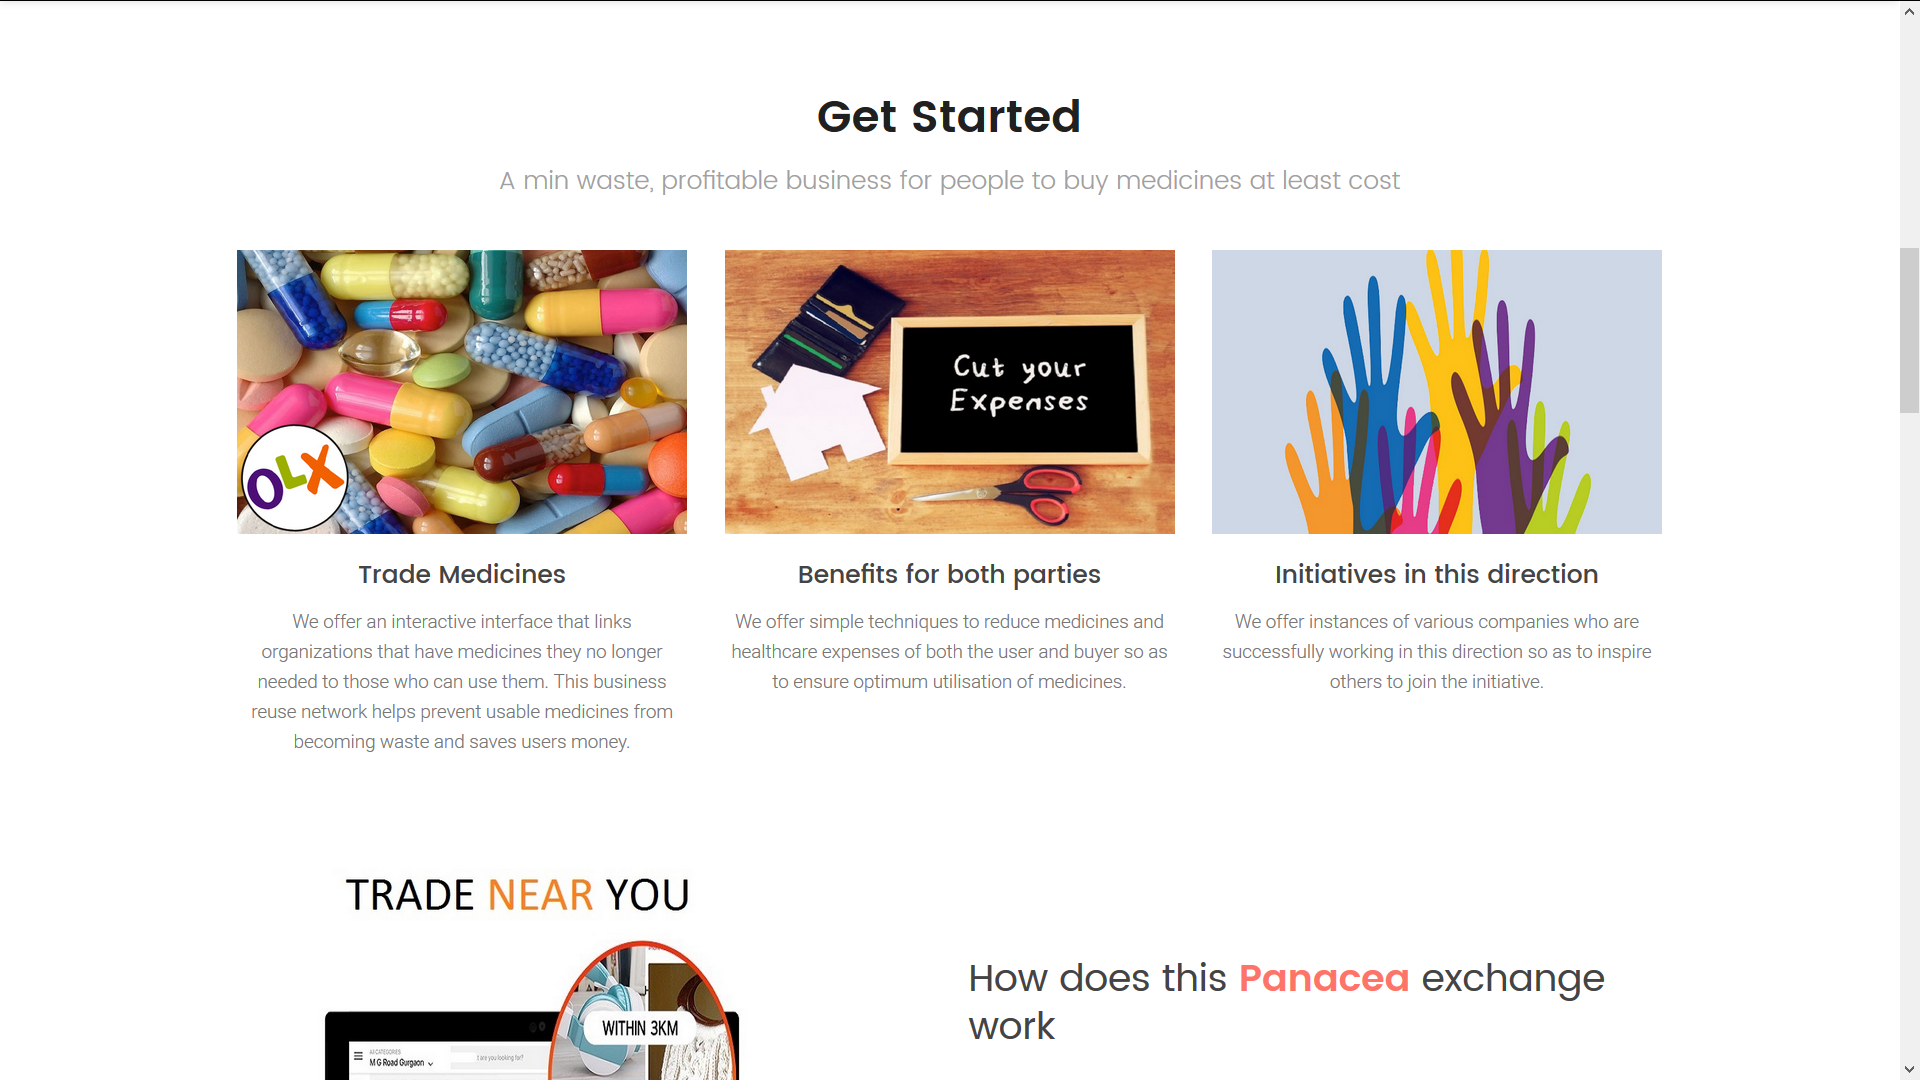 Get Started
A min waste, profitable business for people to buy medicines at least cost
OLX
Cut your
Expenses
Trade Medicines
We offer an interactive interface that links
organizations that have medicines they no longer
needed to those who can use them. This business
reuse network helps prevent usable medicines from
becoming waste and saves users money.
Benefits for both parties
We offer simple techniques to reduce medicines and
healthcare expenses of both the user and buyer so as
to ensure optimum utilisation of medicines.
Initiatives in this direction
We offer instances of various companies who are
successfully working in this direction so as to inspire
others to join the initiative.
TRADE NEAR YOU
WITHIN 3KM
All CATEGORIES
M G Road Gurgaon
t are you looking for?
How does this Panacea exchange
work